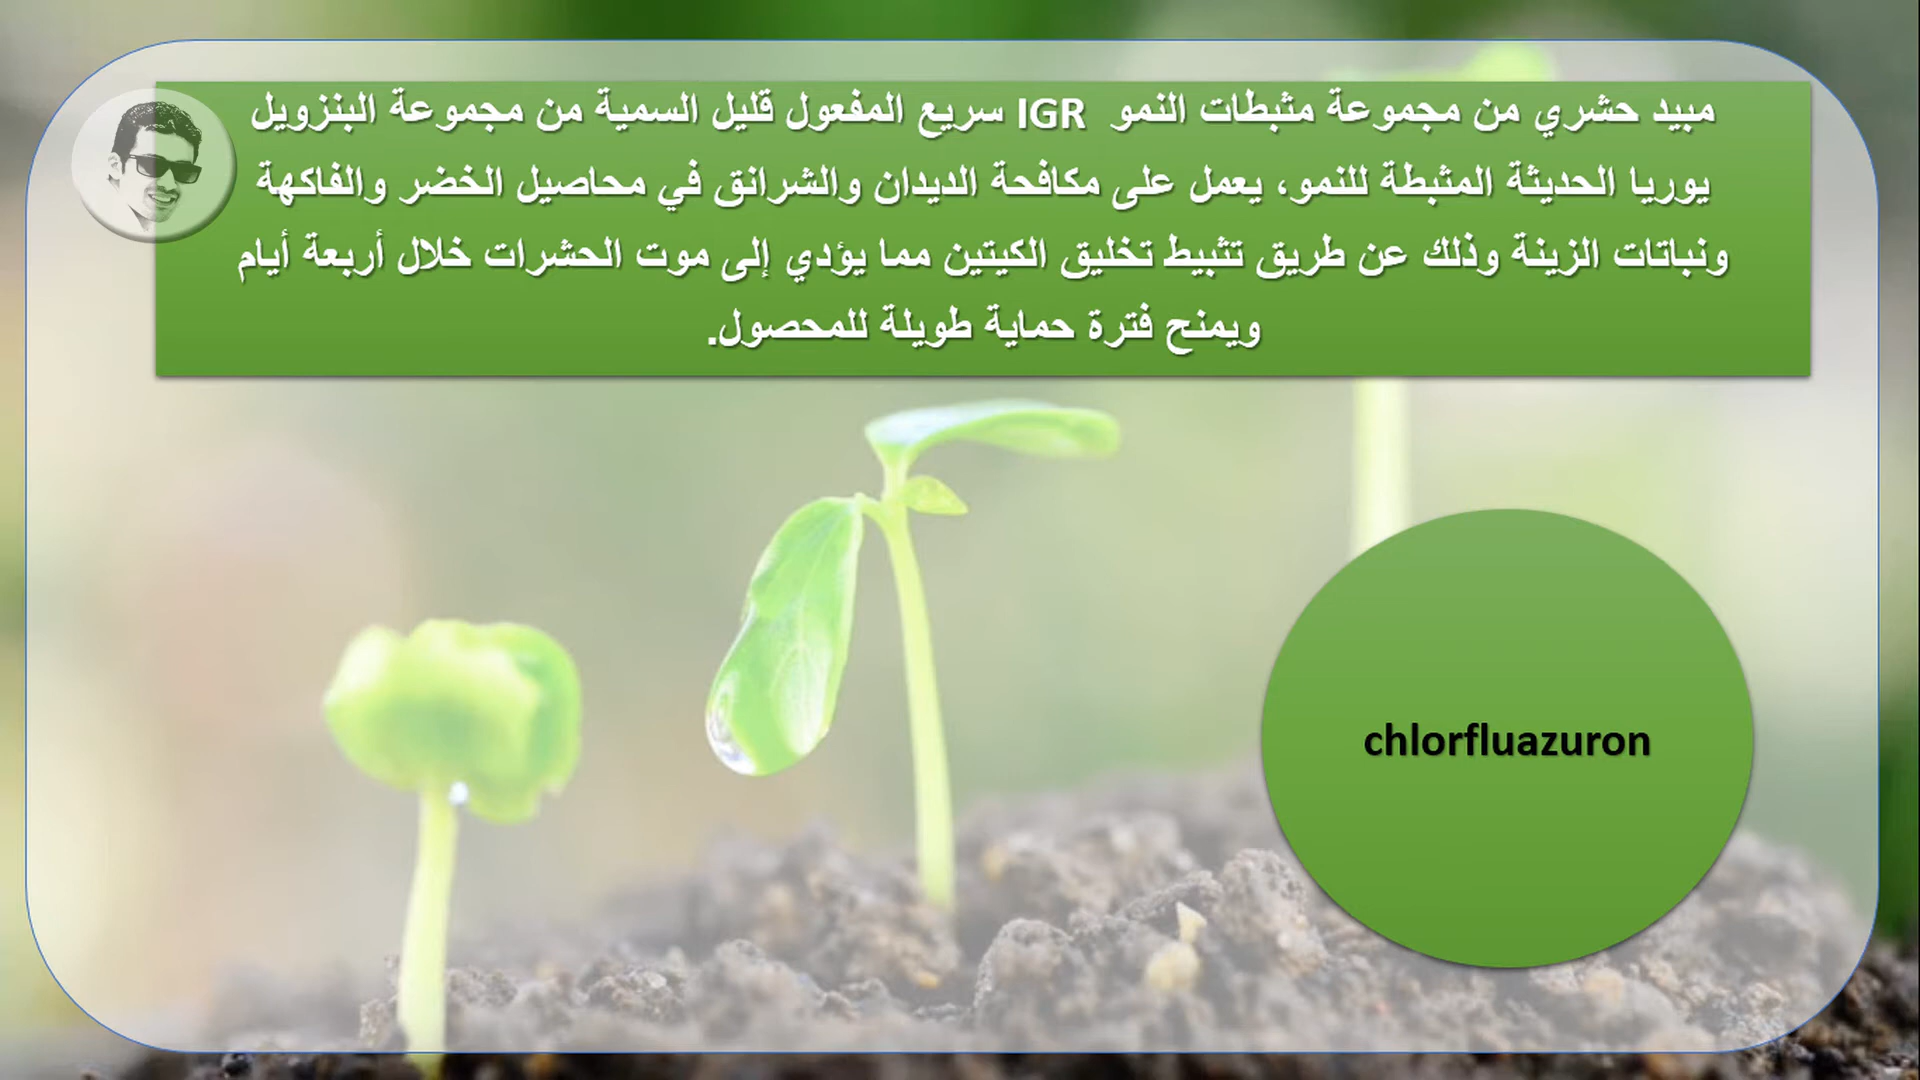 مبيد حشري من مجموعة مثبطات النمو IGR سريع المفعول قليل السمية من مجموعة البنزويل
يوريا الحديثة المثبطة للنمو، يعمل على مكافحة الديدان والشرانق في محاصيل الخضر والفاكهة
ونباتات الزينة وذلك عن طريق تثبيط تخليق الكيتين مما يؤدي إلى موت الحشرات خلال أربعة أيام
ويمنح فترة حماية طويلة للمحصول.
chlorfluazuron